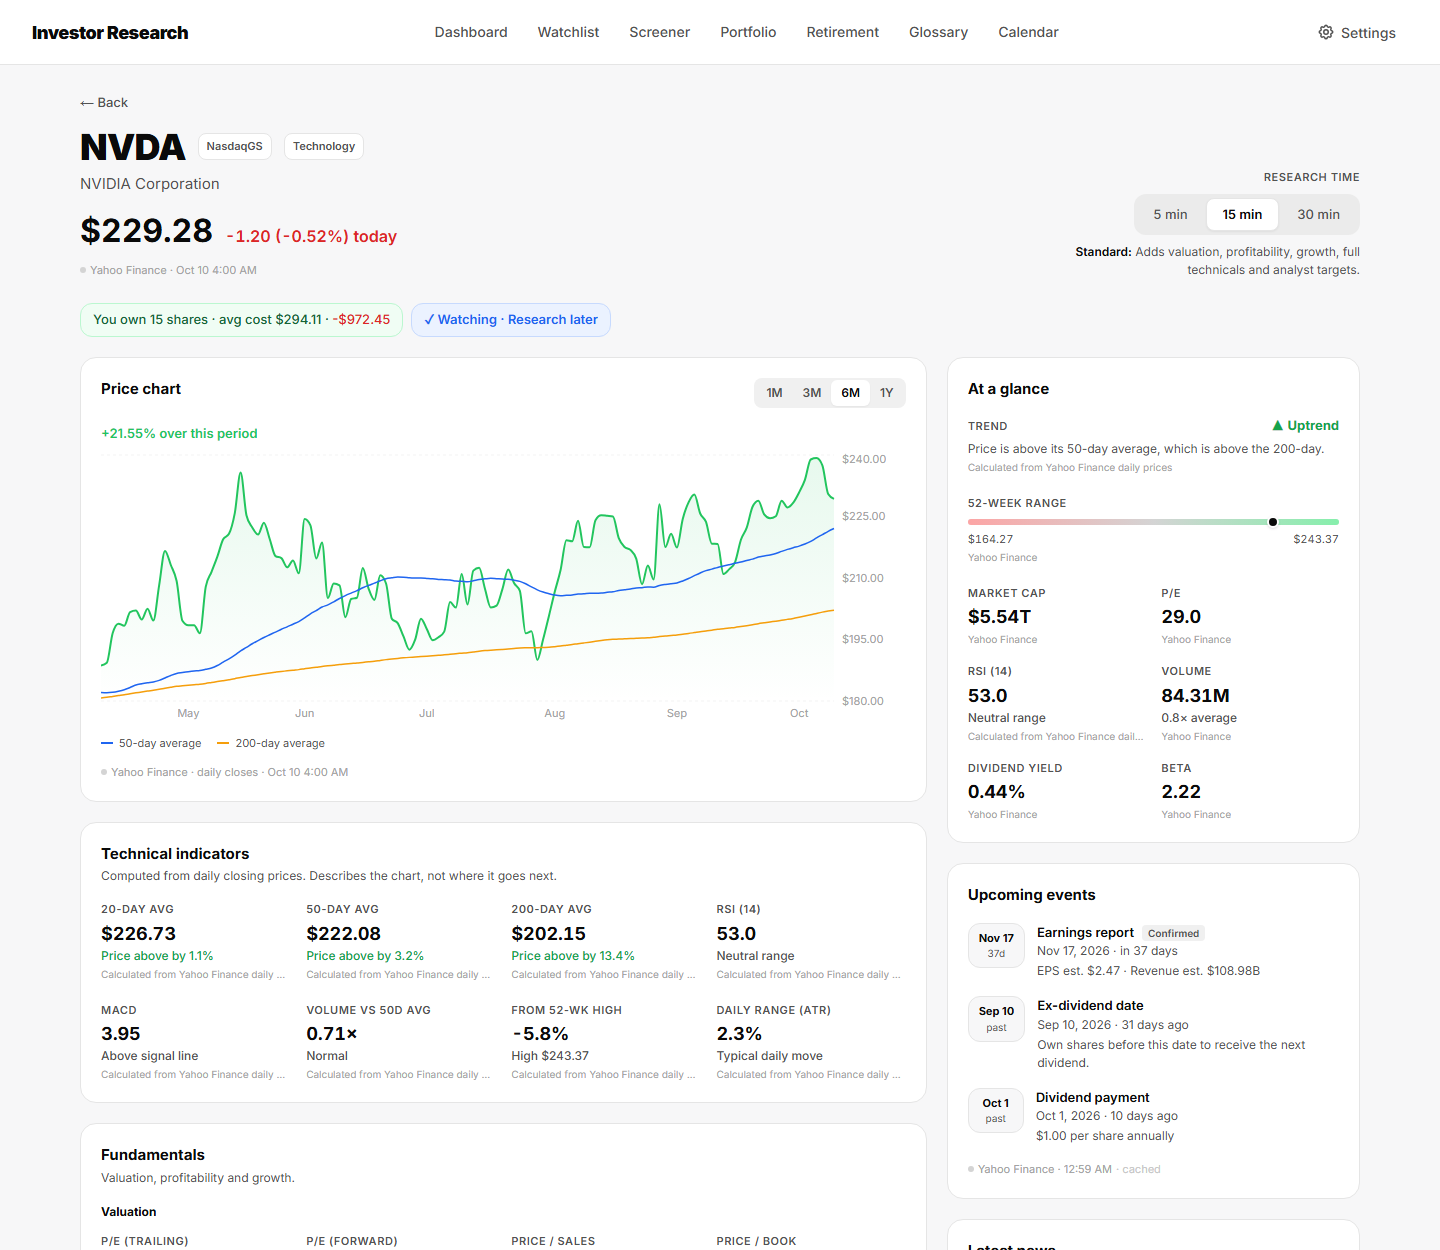 Investor Research
Dashboard
Watchlist
Screener
Portfolio
Retirement
Glossary
Calendar
Settings
← Back
NVDA
NasdaqGS
Technology
NVIDIA Corporation
$229.28 -1.20 (-0.52%) today
Yahoo Finance · Oct 10 4:00 AM
RESEARCH TIME
5 min
15 min
30 min
Standard: Adds valuation, profitability, growth, full
technicals and analyst targets.
You own 15 shares · avg cost $294.11 · -$972.45
✓ Watching · Research later
Price chart
1M
3M
6M
1Y
+21.55% over this period
$240.00
$225.00
$210.00
$195.00
$180.00
May
Jun
Jul
Aug
Sep
Oct
50-day average
200-day average
Yahoo Finance · daily closes · Oct 10 4:00 AM
Technical indicators
Computed from daily closing prices. Describes the chart, not where it goes next.
20-DAY AVG
$226.73
Price above by 1.1%
Calculated from Yahoo Finance daily ...
50-DAY AVG
$222.08
Price above by 3.2%
Calculated from Yahoo Finance daily ...
200-DAY AVG
$202.15
Price above by 13.4%
Calculated from Yahoo Finance daily ...
RSI (14)
53.0
Neutral range
Calculated from Yahoo Finance daily ...
MACD
3.95
Above signal line
Calculated from Yahoo Finance daily ...
VOLUME VS 50D AVG
0.71×
Normal
Calculated from Yahoo Finance daily ...
FROM 52-WK HIGH
-5.8%
High $243.37
Calculated from Yahoo Finance daily ...
DAILY RANGE (ATR)
2.3%
Typical daily move
Calculated from Yahoo Finance daily ...
Fundamentals
Valuation, profitability and growth.
Valuation
P/E (TRAILING)
P/E (FORWARD)
PRICE / SALES
PRICE / BOOK
At a glance
TREND
▲ Uptrend
Price is above its 50-day average, which is above the 200-day.
Calculated from Yahoo Finance daily prices
52-WEEK RANGE
$164.27
$243.37
Yahoo Finance
MARKET CAP
$5.54T
Yahoo Finance
P/E
29.0
Yahoo Finance
RSI (14)
53.0
Neutral range
Calculated from Yahoo Finance dail...
VOLUME
84.31M
0.8× average
Yahoo Finance
DIVIDEND YIELD
0.44%
Yahoo Finance
BETA
2.22
Yahoo Finance
Upcoming events
Nov 17
37d
Earnings report Confirmed
Nov 17, 2026 · in 37 days
EPS est. $2.47 · Revenue est. $108.98B
Sep 10
past
Ex-dividend date
Sep 10, 2026 · 31 days ago
Own shares before this date to receive the next
dividend.
Oct 1
past
Dividend payment
Oct 1, 2026 · 10 days ago
$1.00 per share annually
Yahoo Finance · 12:59 AM · cached
Latest news